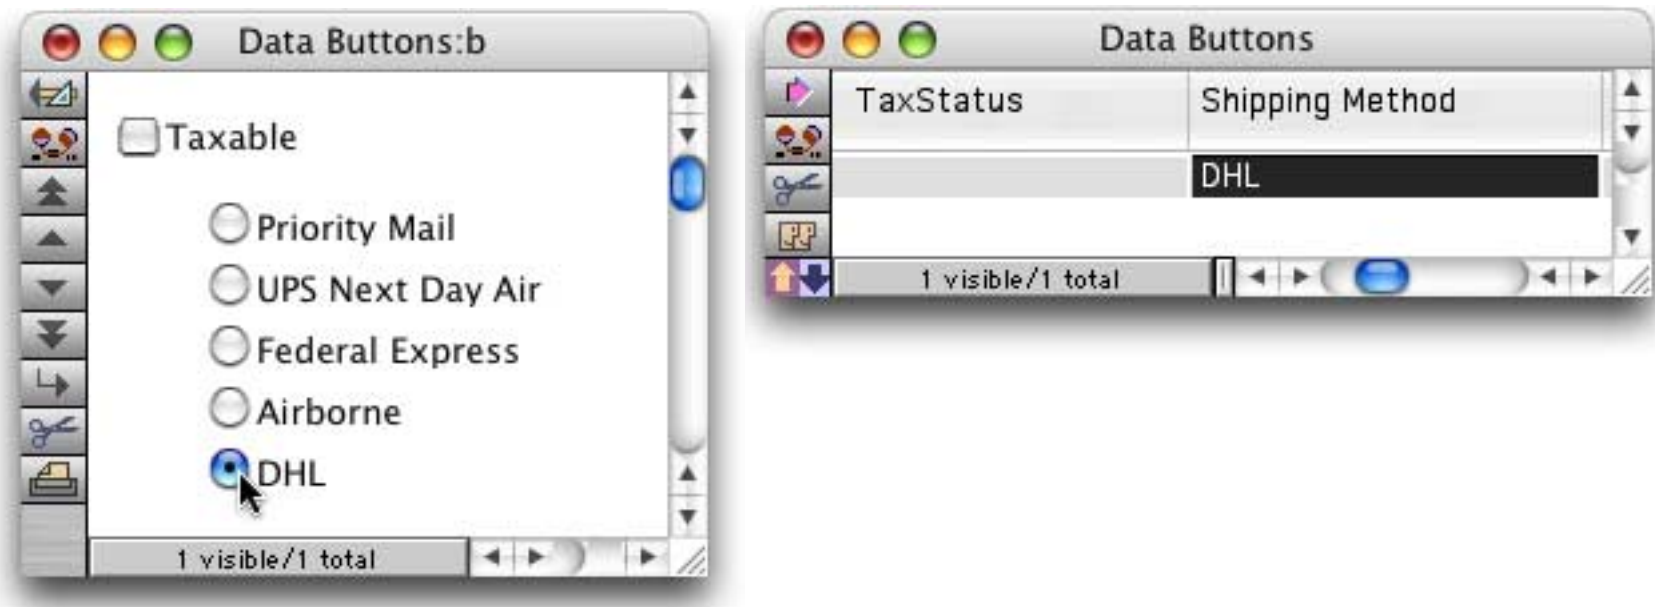 Data Buttons:b
Taxable
Priority Mail
UPS Next Day Air
Federal Express
Airborne
DHL
1 visible/1 total
Data Buttons
TaxStatus Shipping Method
DHL
1 visible/1 total